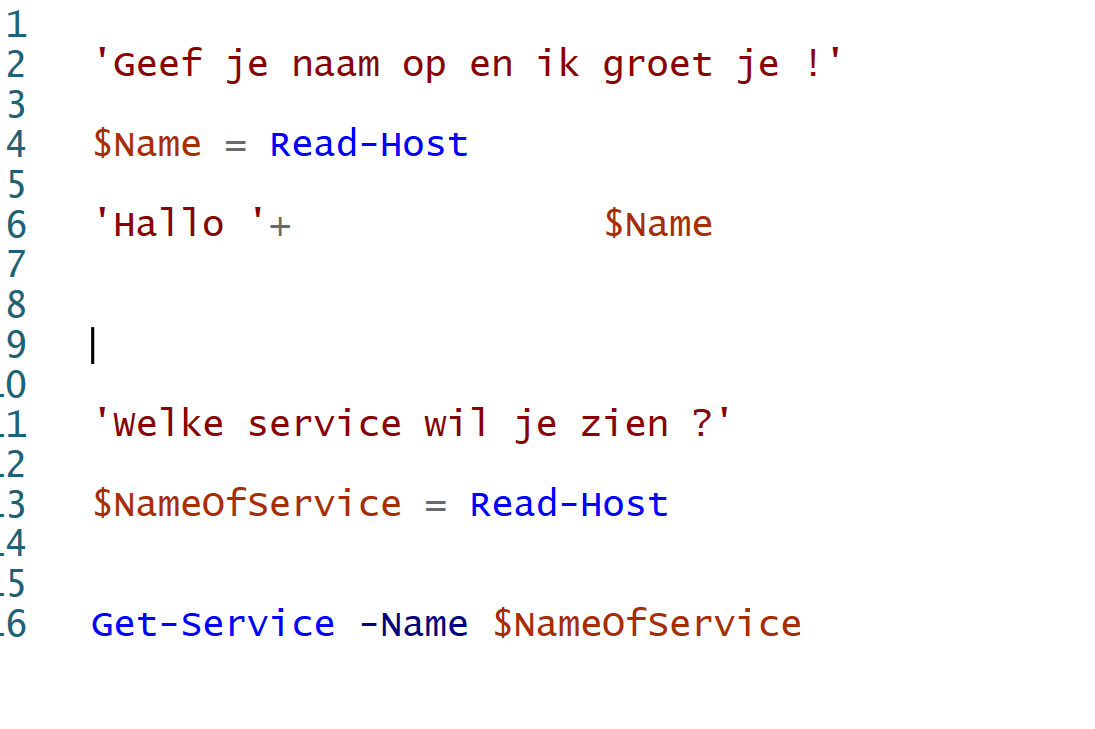 1
2 'Geef je naam op en ik groet je !'
3
4 $Name = Read-Host
5
6 'Hallo '+ $Name
7
8
9
10
11 'Welke service wil je zien ?'
12
13 $NameOfService = Read-Host
14
15
16 Get-Service -Name $NameOfService